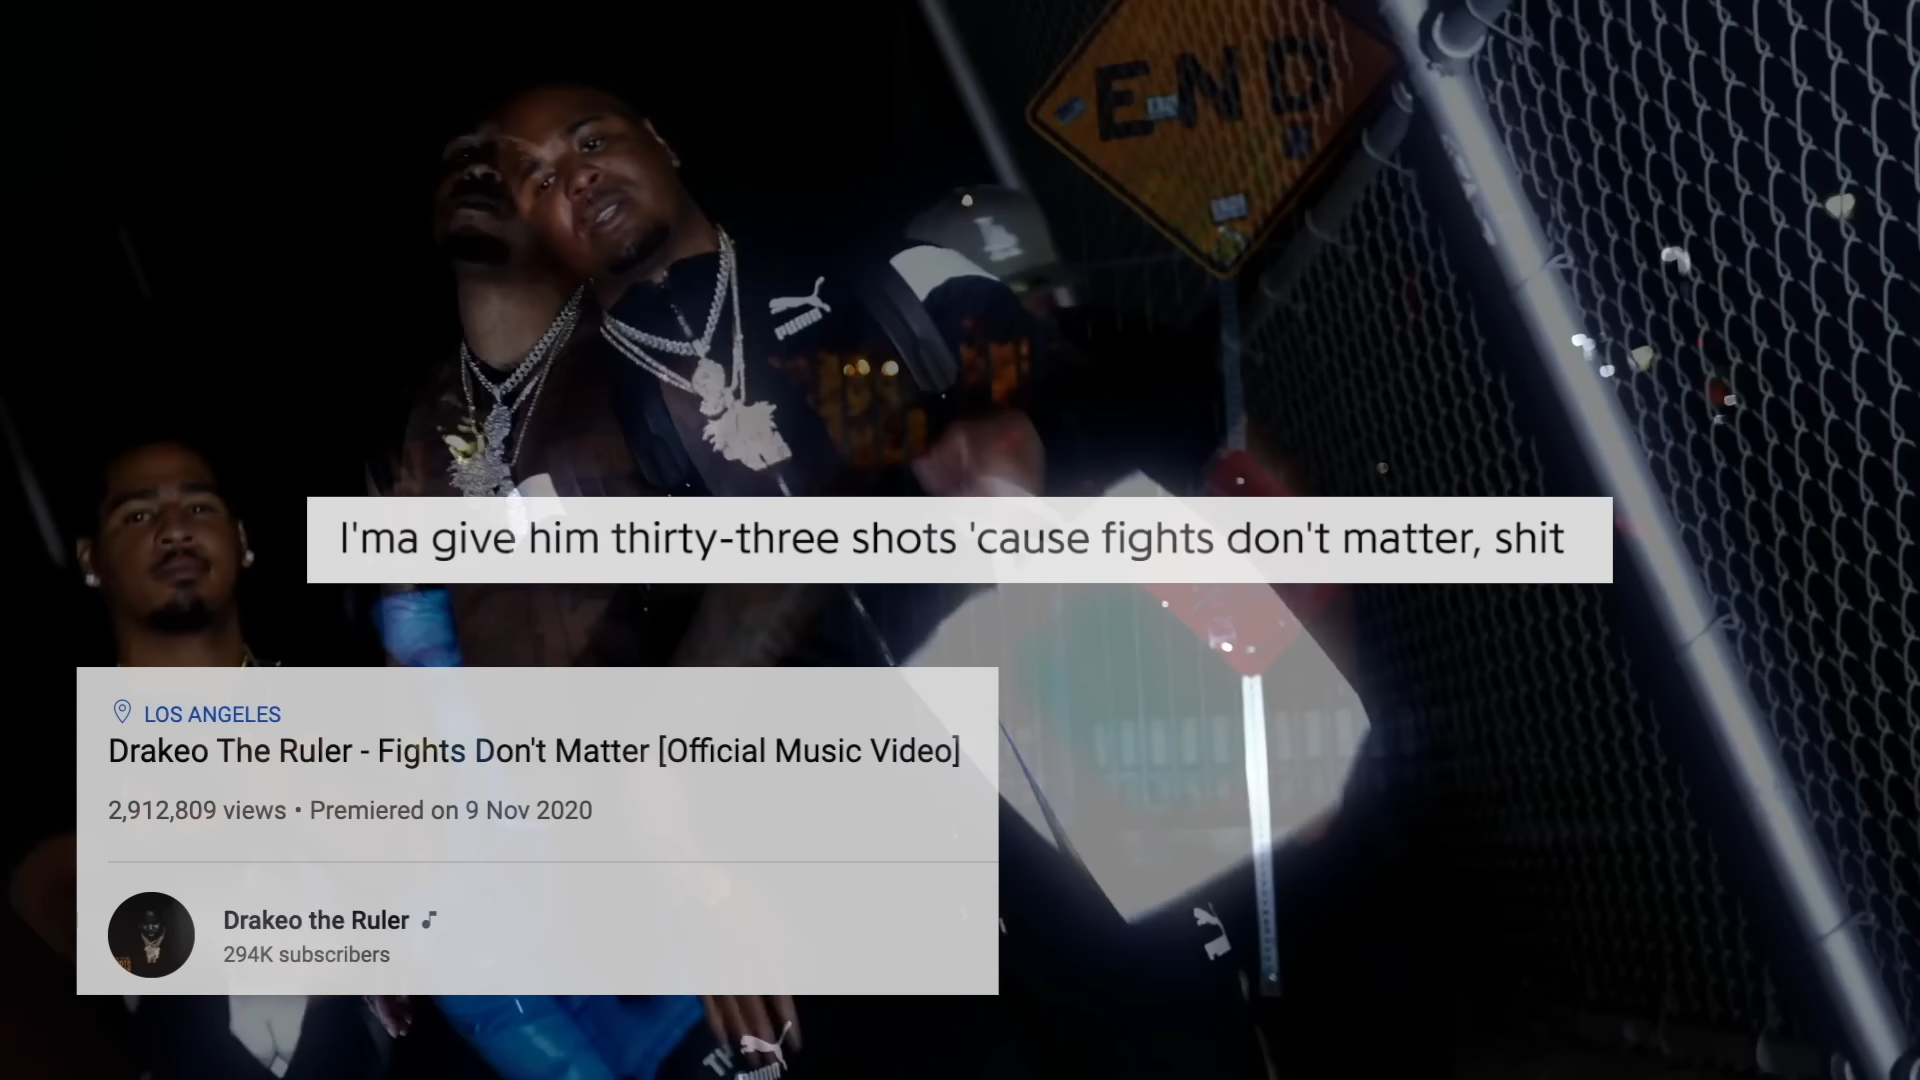 END
PUMA
I'ma give him thirty-three shots 'cause fights don't matter, shit
LOS ANGELES
Drakeo The Ruler - Fights Don't Matter [Official Music Video]
2,912,809 views • Premiered on 9 Nov 2020
Drakeo the Ruler
294K subscribers
PUMA